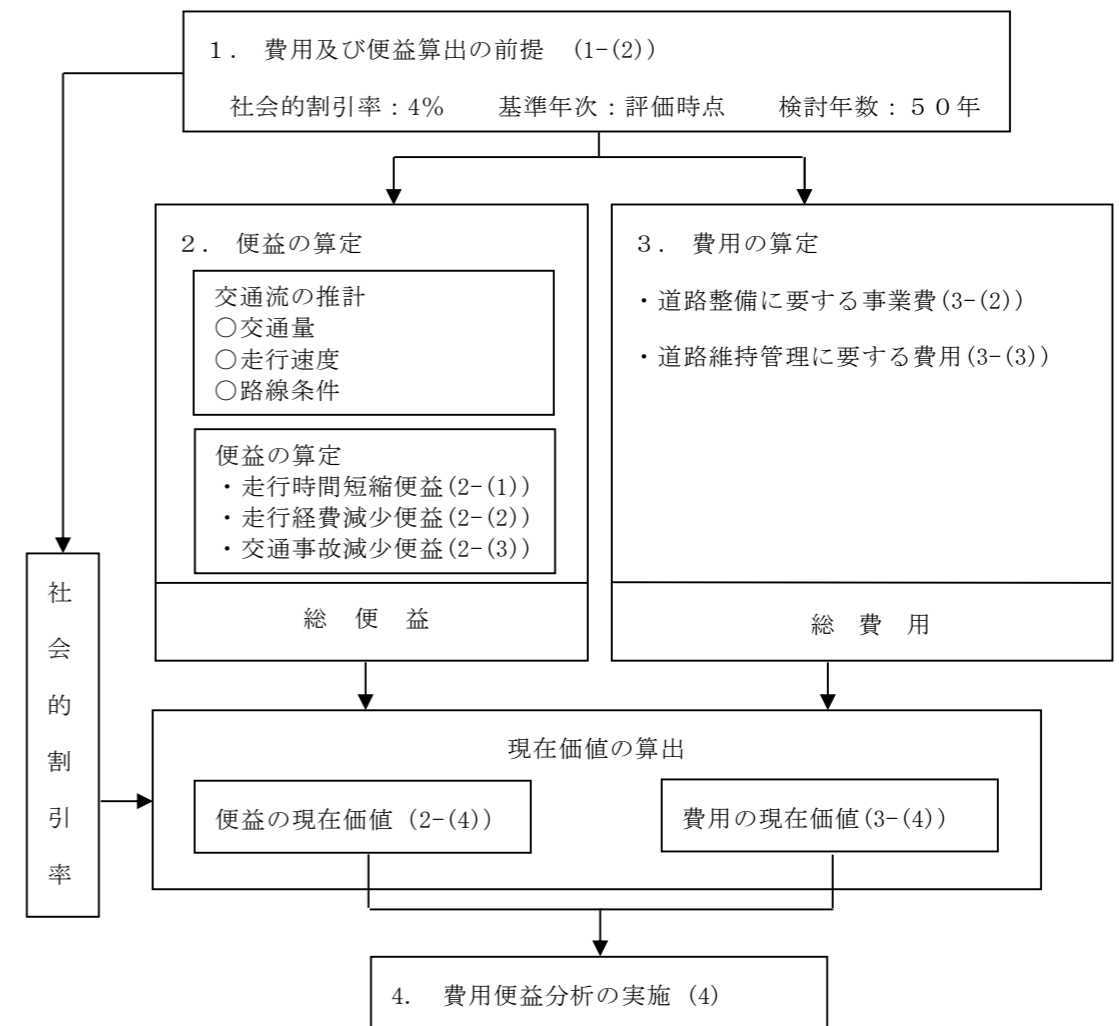 １． 費用及び便益算出の前提 (1-(2))
社会的割引率：4％ 基準年次：評価時点 検討年数：５０年
２． 便益の算定
交通流の推計
○交通量
○走行速度
○路線条件
便益の算定
・走行時間短縮便益(2-(1))
・走行経費減少便益(2-(2))
・交通事故減少便益(2-(3))
総 便 益
３． 費用の算定
・道路整備に要する事業費(3-(2))
・道路維持管理に要する費用(3-(3))
総 費 用
社
会
的
割
引
率
現在価値の算出
便益の現在価値 (2-(4))
費用の現在価値(3-(4))
4. 費用便益分析の実施 (4)